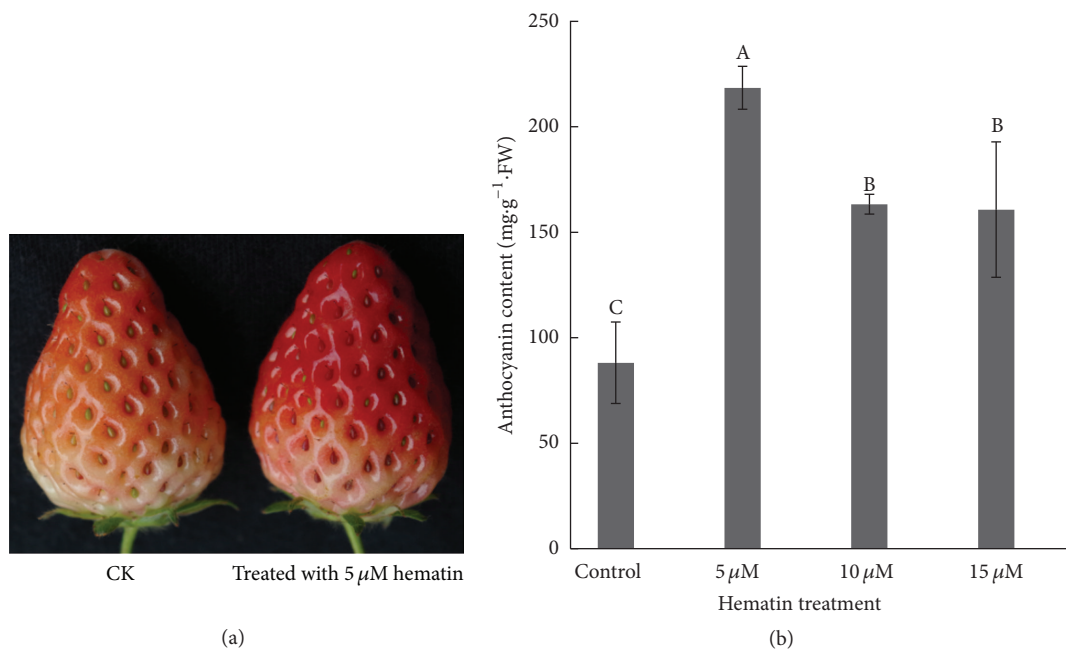 CK
Treated with 5 μM hematin
(a)
250
200
150
100
50
0
Anthocyanin content (mg·g⁻¹·FW)
C
A
B
B
Control
5 μM
10 μM
15 μM
Hematin treatment
(b)